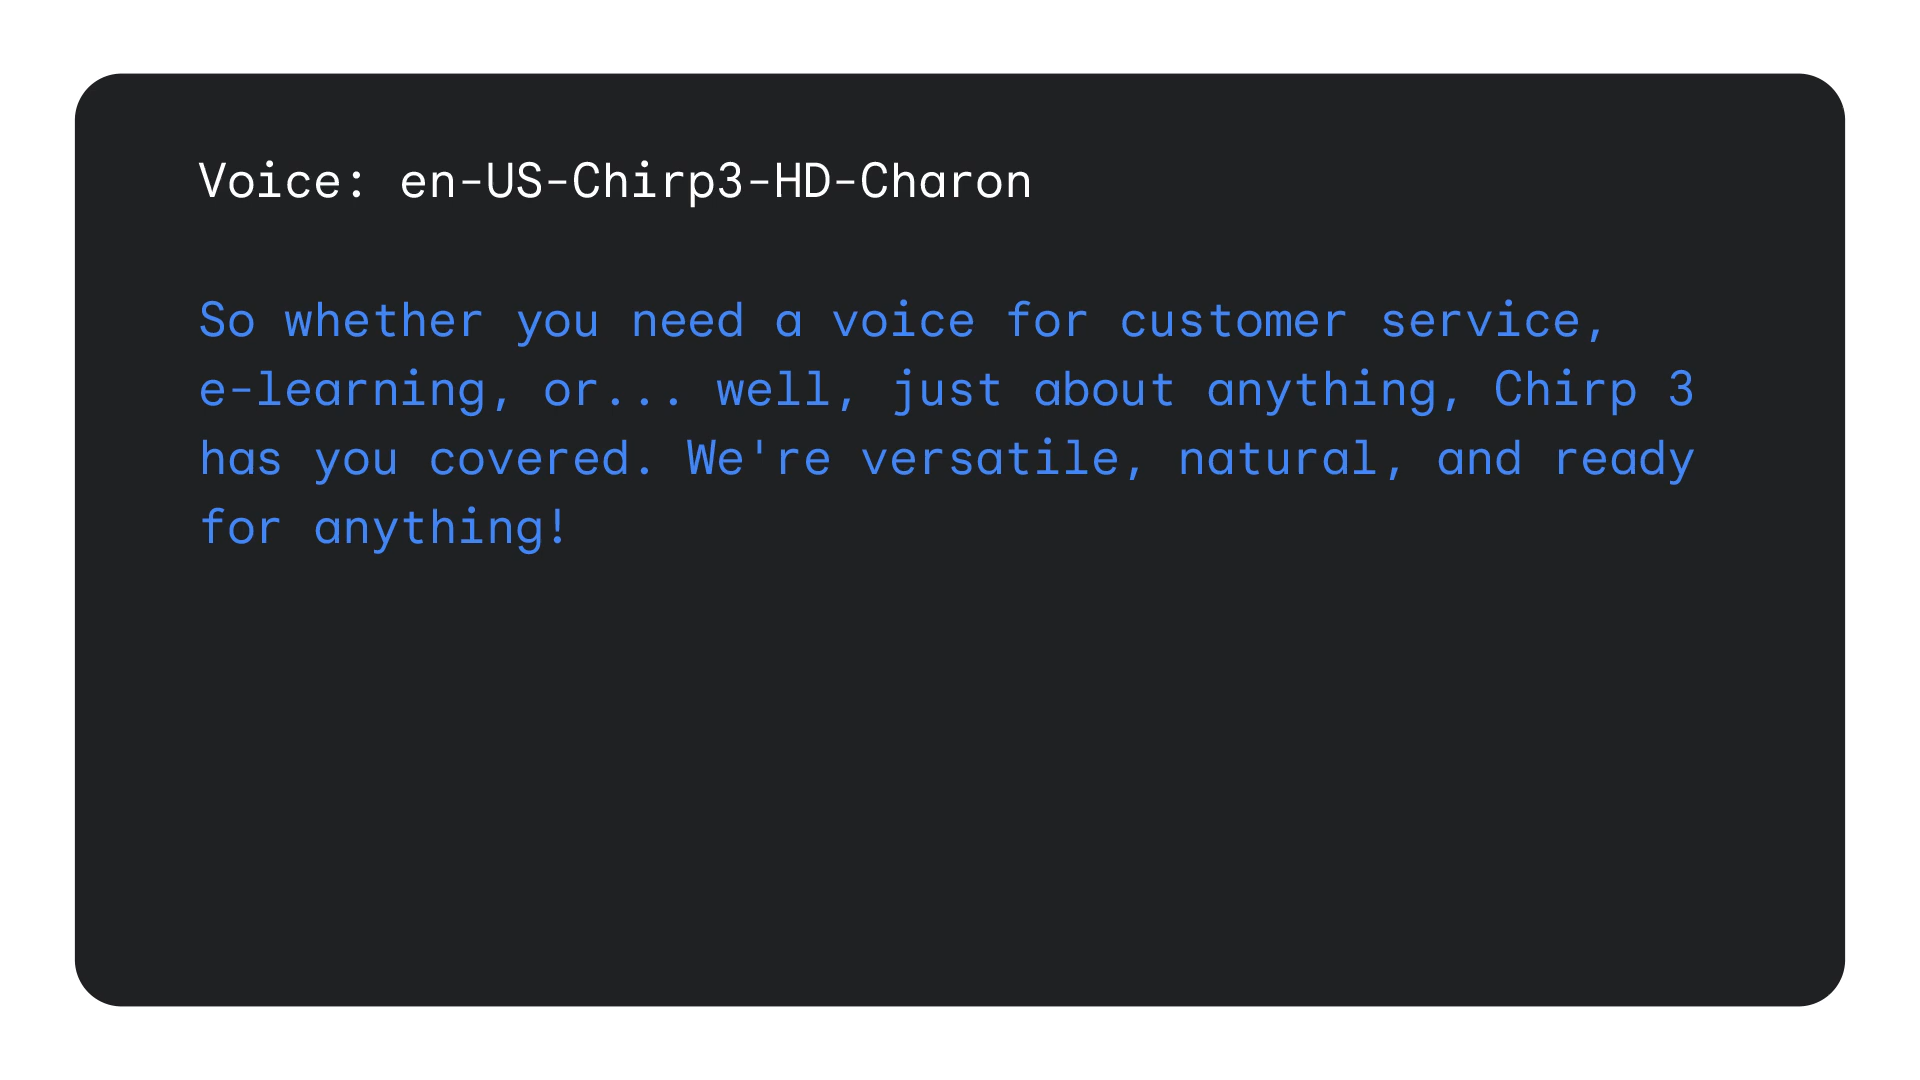 Voice: en-US-Chirp3-HD-Charon
So whether you need a voice for customer service,
e-learning, or... well, just about anything, Chirp 3
has you covered. We're versatile, natural, and ready
for anything!